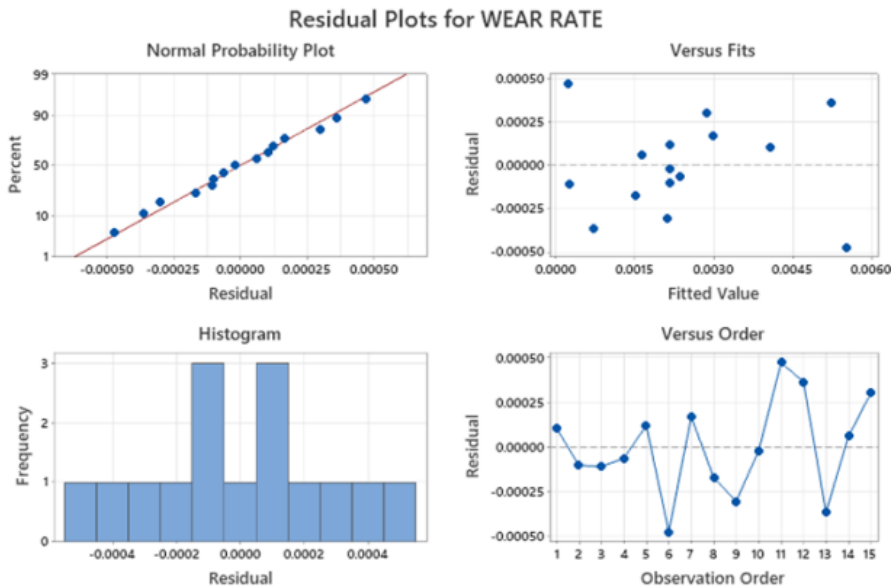 Residual Plots for WEAR RATE
Normal Probability Plot
99
90
50
10
1
Percent
-0.00050 -0.00025 0.00000 0.00025 0.00050
Residual
Versus Fits
0.00050
0.00025
0.00000
-0.00025
-0.00050
Residual
0.0000 0.0015 0.0030 0.0045 0.0060
Fitted Value
Histogram
3
2
1
0
Frequency
-0.0004 -0.0002 0.0000 0.0002 0.0004
Residual
Versus Order
0.00050
0.00025
0.00000
-0.00025
-0.00050
Residual
1 2 3 4 5 6 7 8 9 10 11 12 13 14 15
Observation Order